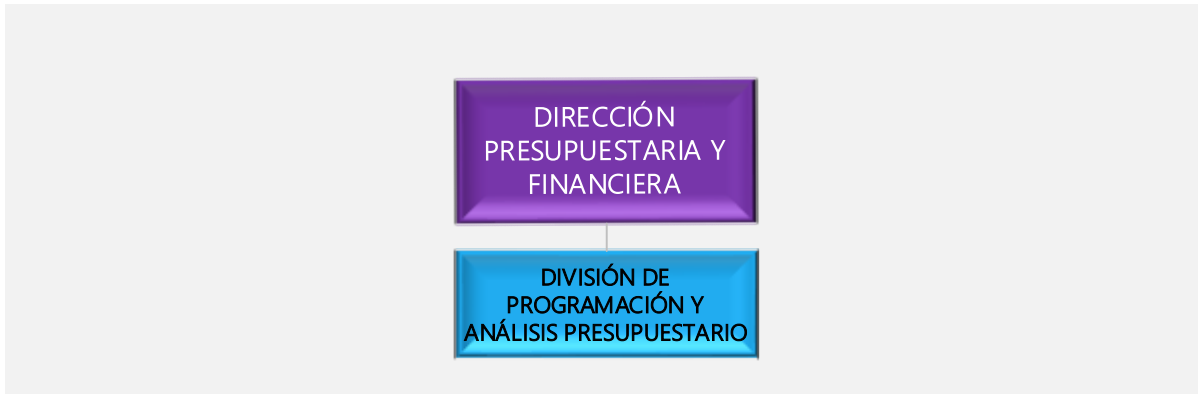 DIRECCIÓN
PRESUPUESTARIA Y
FINANCIERA
DIVISIÓN DE
PROGRAMACIÓN Y
ANÁLISIS PRESUPUESTARIO